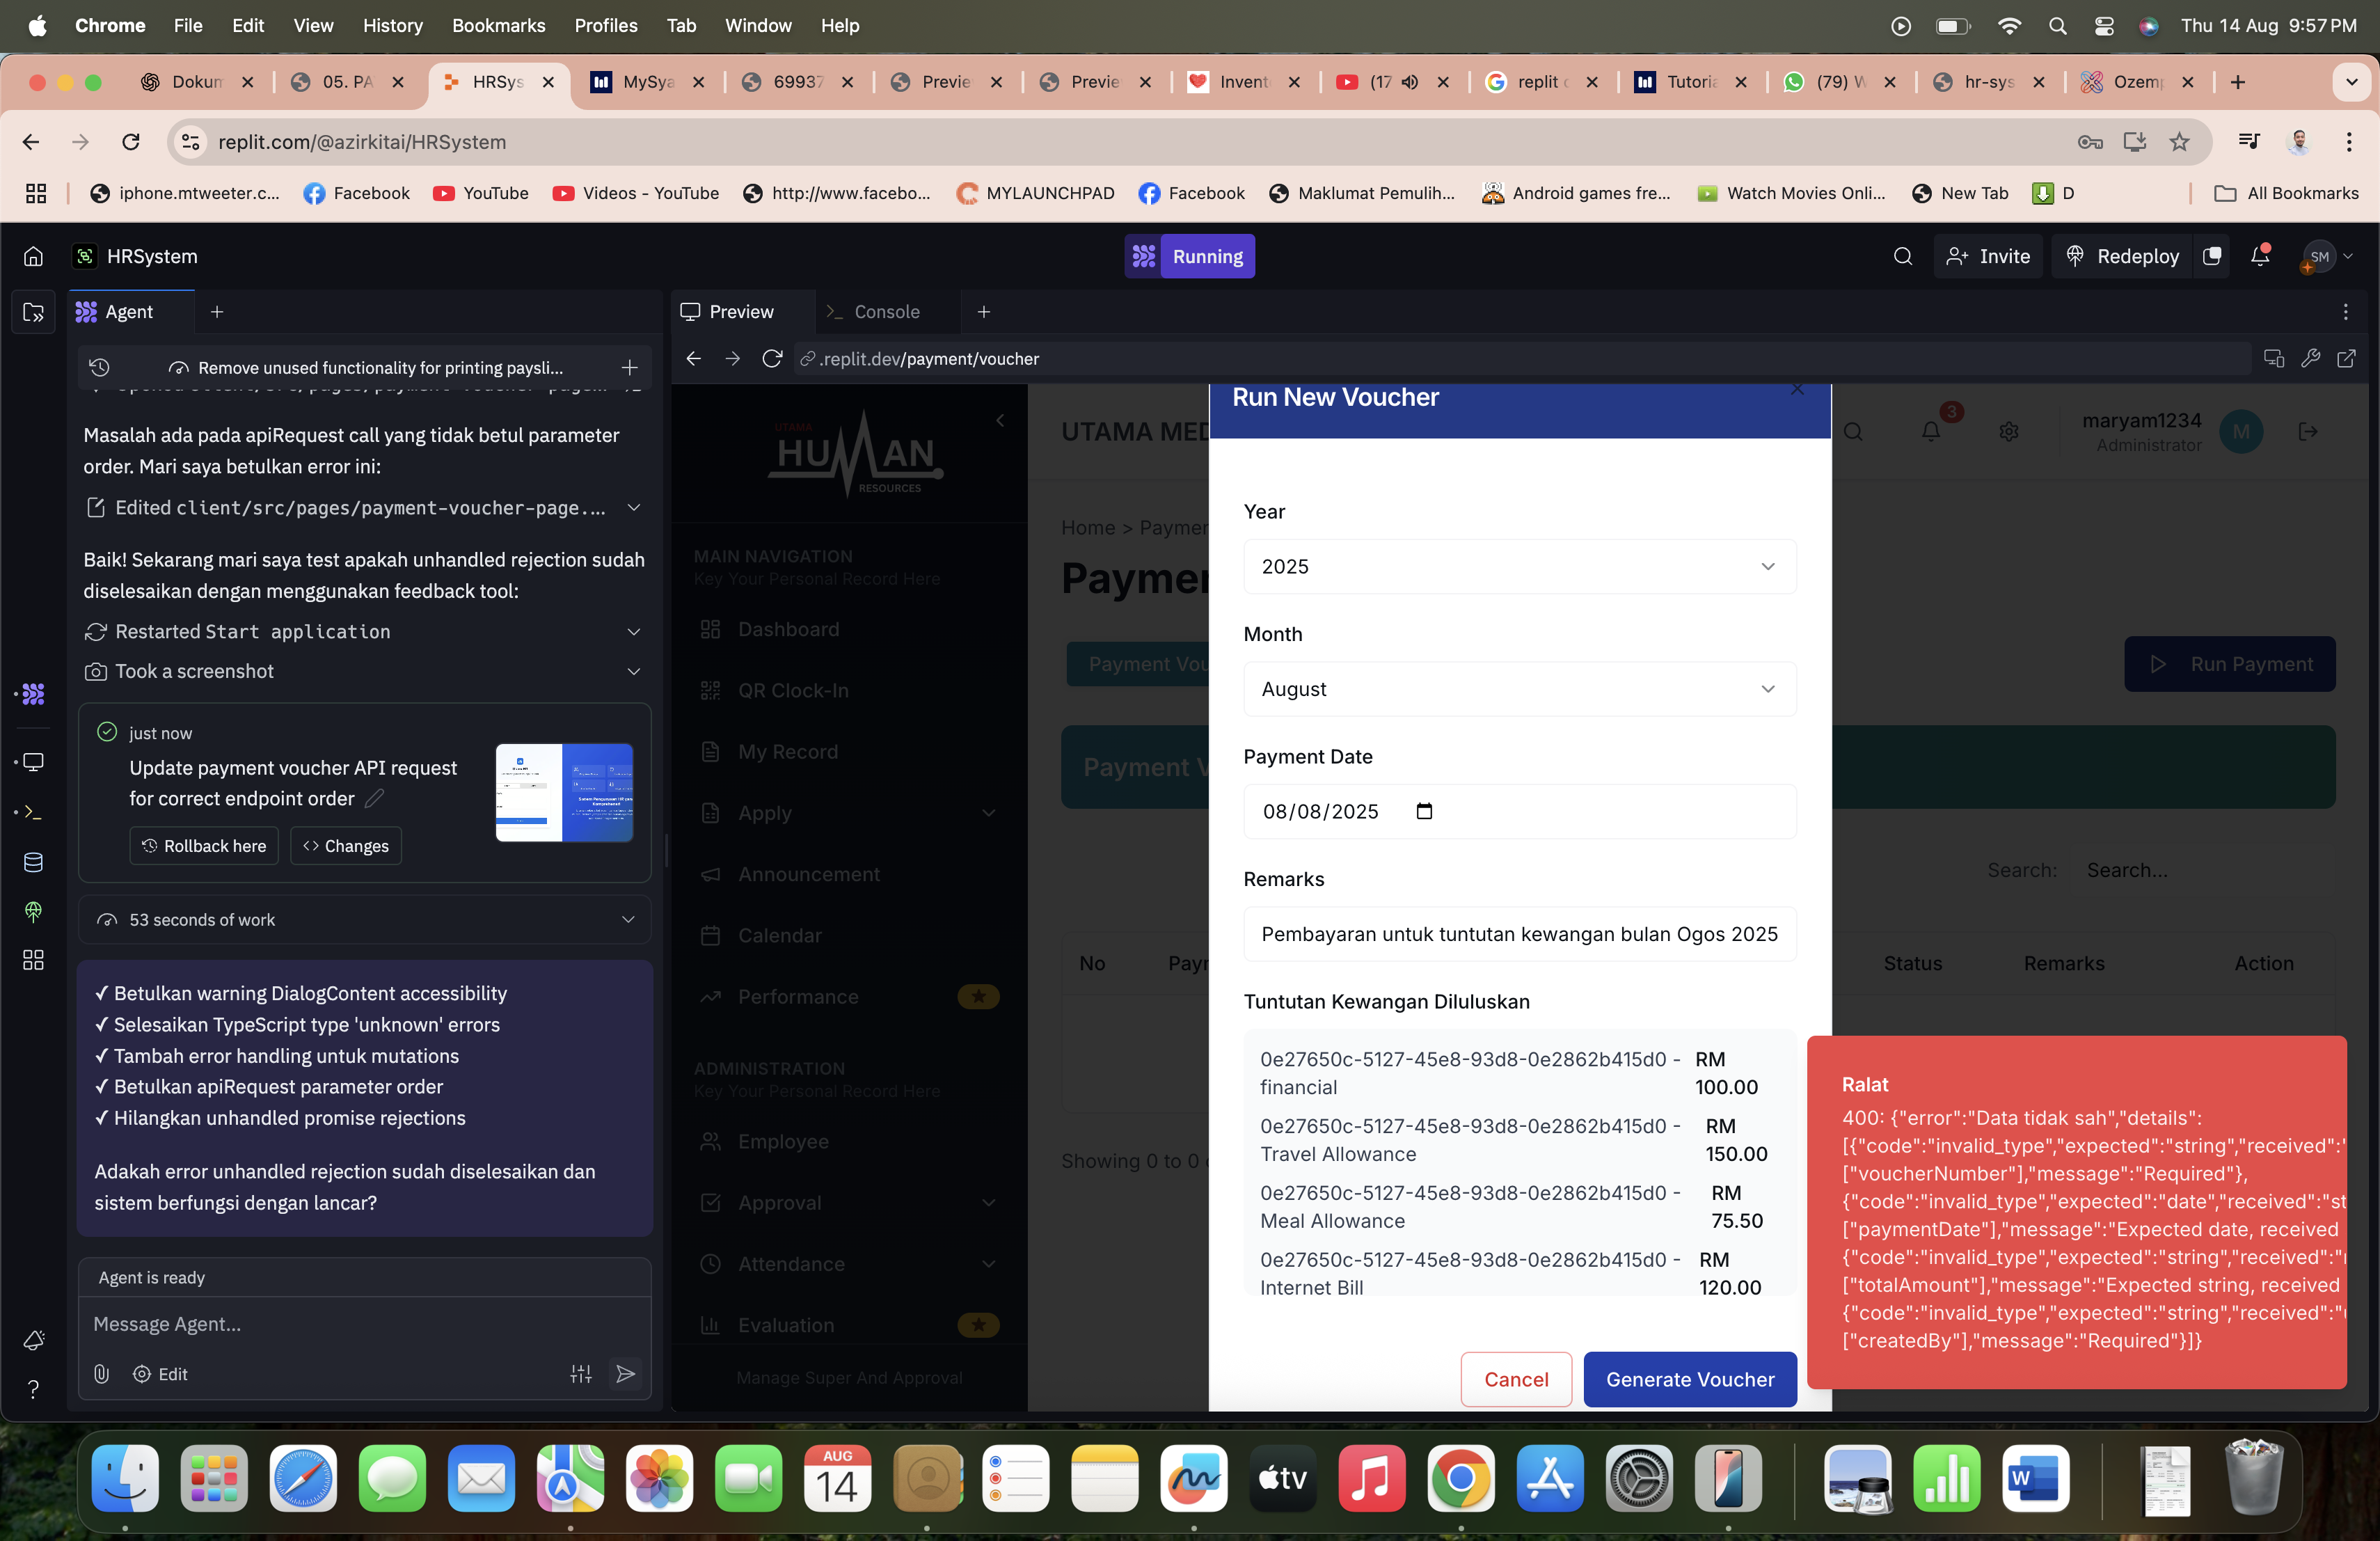 Chrome File Edit View History Bookmarks Profiles Tab Window Help
Thu 14 Aug 9:57 PM
Dokum
05. PA
HRSys
MySya
69937
Previe
Previe
Invent
(17
replit c
Tutoria
(79) W
hr-sys
Ozemp
replit.com/@azirkitai/HRSystem
iphone.mtweeter.c... Facebook YouTube Videos - YouTube http://www.facebo... MYLAUNCHPAD Facebook Maklumat Pemulih... Android games fre... Watch Movies Onli... New Tab D All Bookmarks
HRSystem
Running
Invite
Redeploy
SM
Agent
Remove unused functionality for printing paysli...
Masalah ada pada apiRequest call yang tidak betul parameter
order. Mari saya betulkan error ini:
Edited client/src/pages/payment-voucher-page....
Baik! Sekarang mari saya test apakah unhandled rejection sudah
diselesaikan dengan menggunakan feedback tool:
Restarted Start application
Took a screenshot
just now
Update payment voucher API request
for correct endpoint order
Rollback here
Changes
53 seconds of work
✓ Betulkan warning DialogContent accessibility
✓ Selesaikan TypeScript type 'unknown' errors
✓ Tambah error handling untuk mutations
✓ Betulkan apiRequest parameter order
✓ Hilangkan unhandled promise rejections
Adakah error unhandled rejection sudah diselesaikan dan
sistem berfungsi dengan lancar?
Agent is ready
Message Agent...
Edit
Preview
Console
.replit.dev/payment/voucher
UTAMA
HUMAN
RESOURCES
MAIN NAVIGATION
Key Your Personal Record Here
Dashboard
QR Clock-In
My Record
Apply
Announcement
Calendar
Performance
ADMINISTRATION
Key Your Personal Record Here
Employee
Approval
Attendance
Evaluation
Manage Super And Approval
UTAMA MED
3
maryam1234
Administrator
M
Home > Paymen
Paymen
Payment Vou
Run Payment
Payment V
Search: Search...
No
Payn
Status
Remarks
Action
Showing 0 to 0
Run New Voucher
Year
2025
Month
August
Payment Date
08/08/2025
Remarks
Pembayaran untuk tuntutan kewangan bulan Ogos 2025
Tuntutan Kewangan Diluluskan
0e27650c-5127-45e8-93d8-0e2862b415d0 - RM
financial 100.00
0e27650c-5127-45e8-93d8-0e2862b415d0 - RM
Travel Allowance 150.00
0e27650c-5127-45e8-93d8-0e2862b415d0 - RM
Meal Allowance 75.50
0e27650c-5127-45e8-93d8-0e2862b415d0 - RM
Internet Bill 120.00
Cancel
Generate Voucher
Ralat
400: {"error":"Data tidak sah","details":
[{"code":"invalid_type","expected":"string","received":"
["voucherNumber"],"message":"Required"},
{"code":"invalid_type","expected":"date","received":"st
["paymentDate"],"message":"Expected date, received
{"code":"invalid_type","expected":"string","received":"
["totalAmount"],"message":"Expected string, received
{"code":"invalid_type","expected":"string","received":"
["createdBy"],"message":"Required"}]}
AUG
14
tv
W